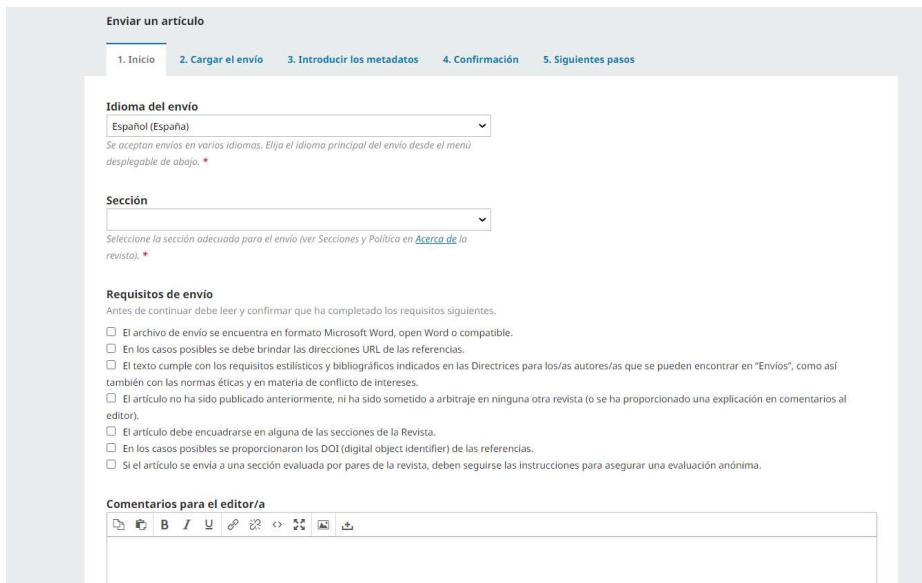 Enviar un artículo
1. Inicio 2. Cargar el envío 3. Introducir los metadatos 4. Confirmación 5. Siguientes pasos
Idioma del envío
Español (España)
Se aceptan envíos en varios idiomas. Elija el idioma principal del envío desde el menú
desplegable de abajo. *
Sección
Seleccione la sección adecuada para el envío (ver Secciones y Política en Acerca de la
revista). *
Requisitos de envío
Antes de continuar debe leer y confirmar que ha completado los requisitos siguientes.
El archivo de envío se encuentra en formato Microsoft Word, open Word o compatible.
En los casos posibles se debe brindar las direcciones URL de las referencias.
El texto cumple con los requisitos estilísticos y bibliográficos indicados en las Directrices para los/as autores/as que se pueden encontrar en "Envíos", como así
también con las normas éticas y en materia de conflicto de intereses.
El artículo no ha sido publicado anteriormente, ni ha sido sometido a arbitraje en ninguna otra revista (o se ha proporcionado una explicación en comentarios al
editor).
El artículo debe encuadrarse en alguna de las secciones de la Revista.
En los casos posibles se proporcionaron los DOI (digital object identifier) de las referencias.
Si el artículo se envía a una sección evaluada por pares de la revista, deben seguirse las instrucciones para asegurar una evaluación anónima.
Comentarios para el editor/a
B I U